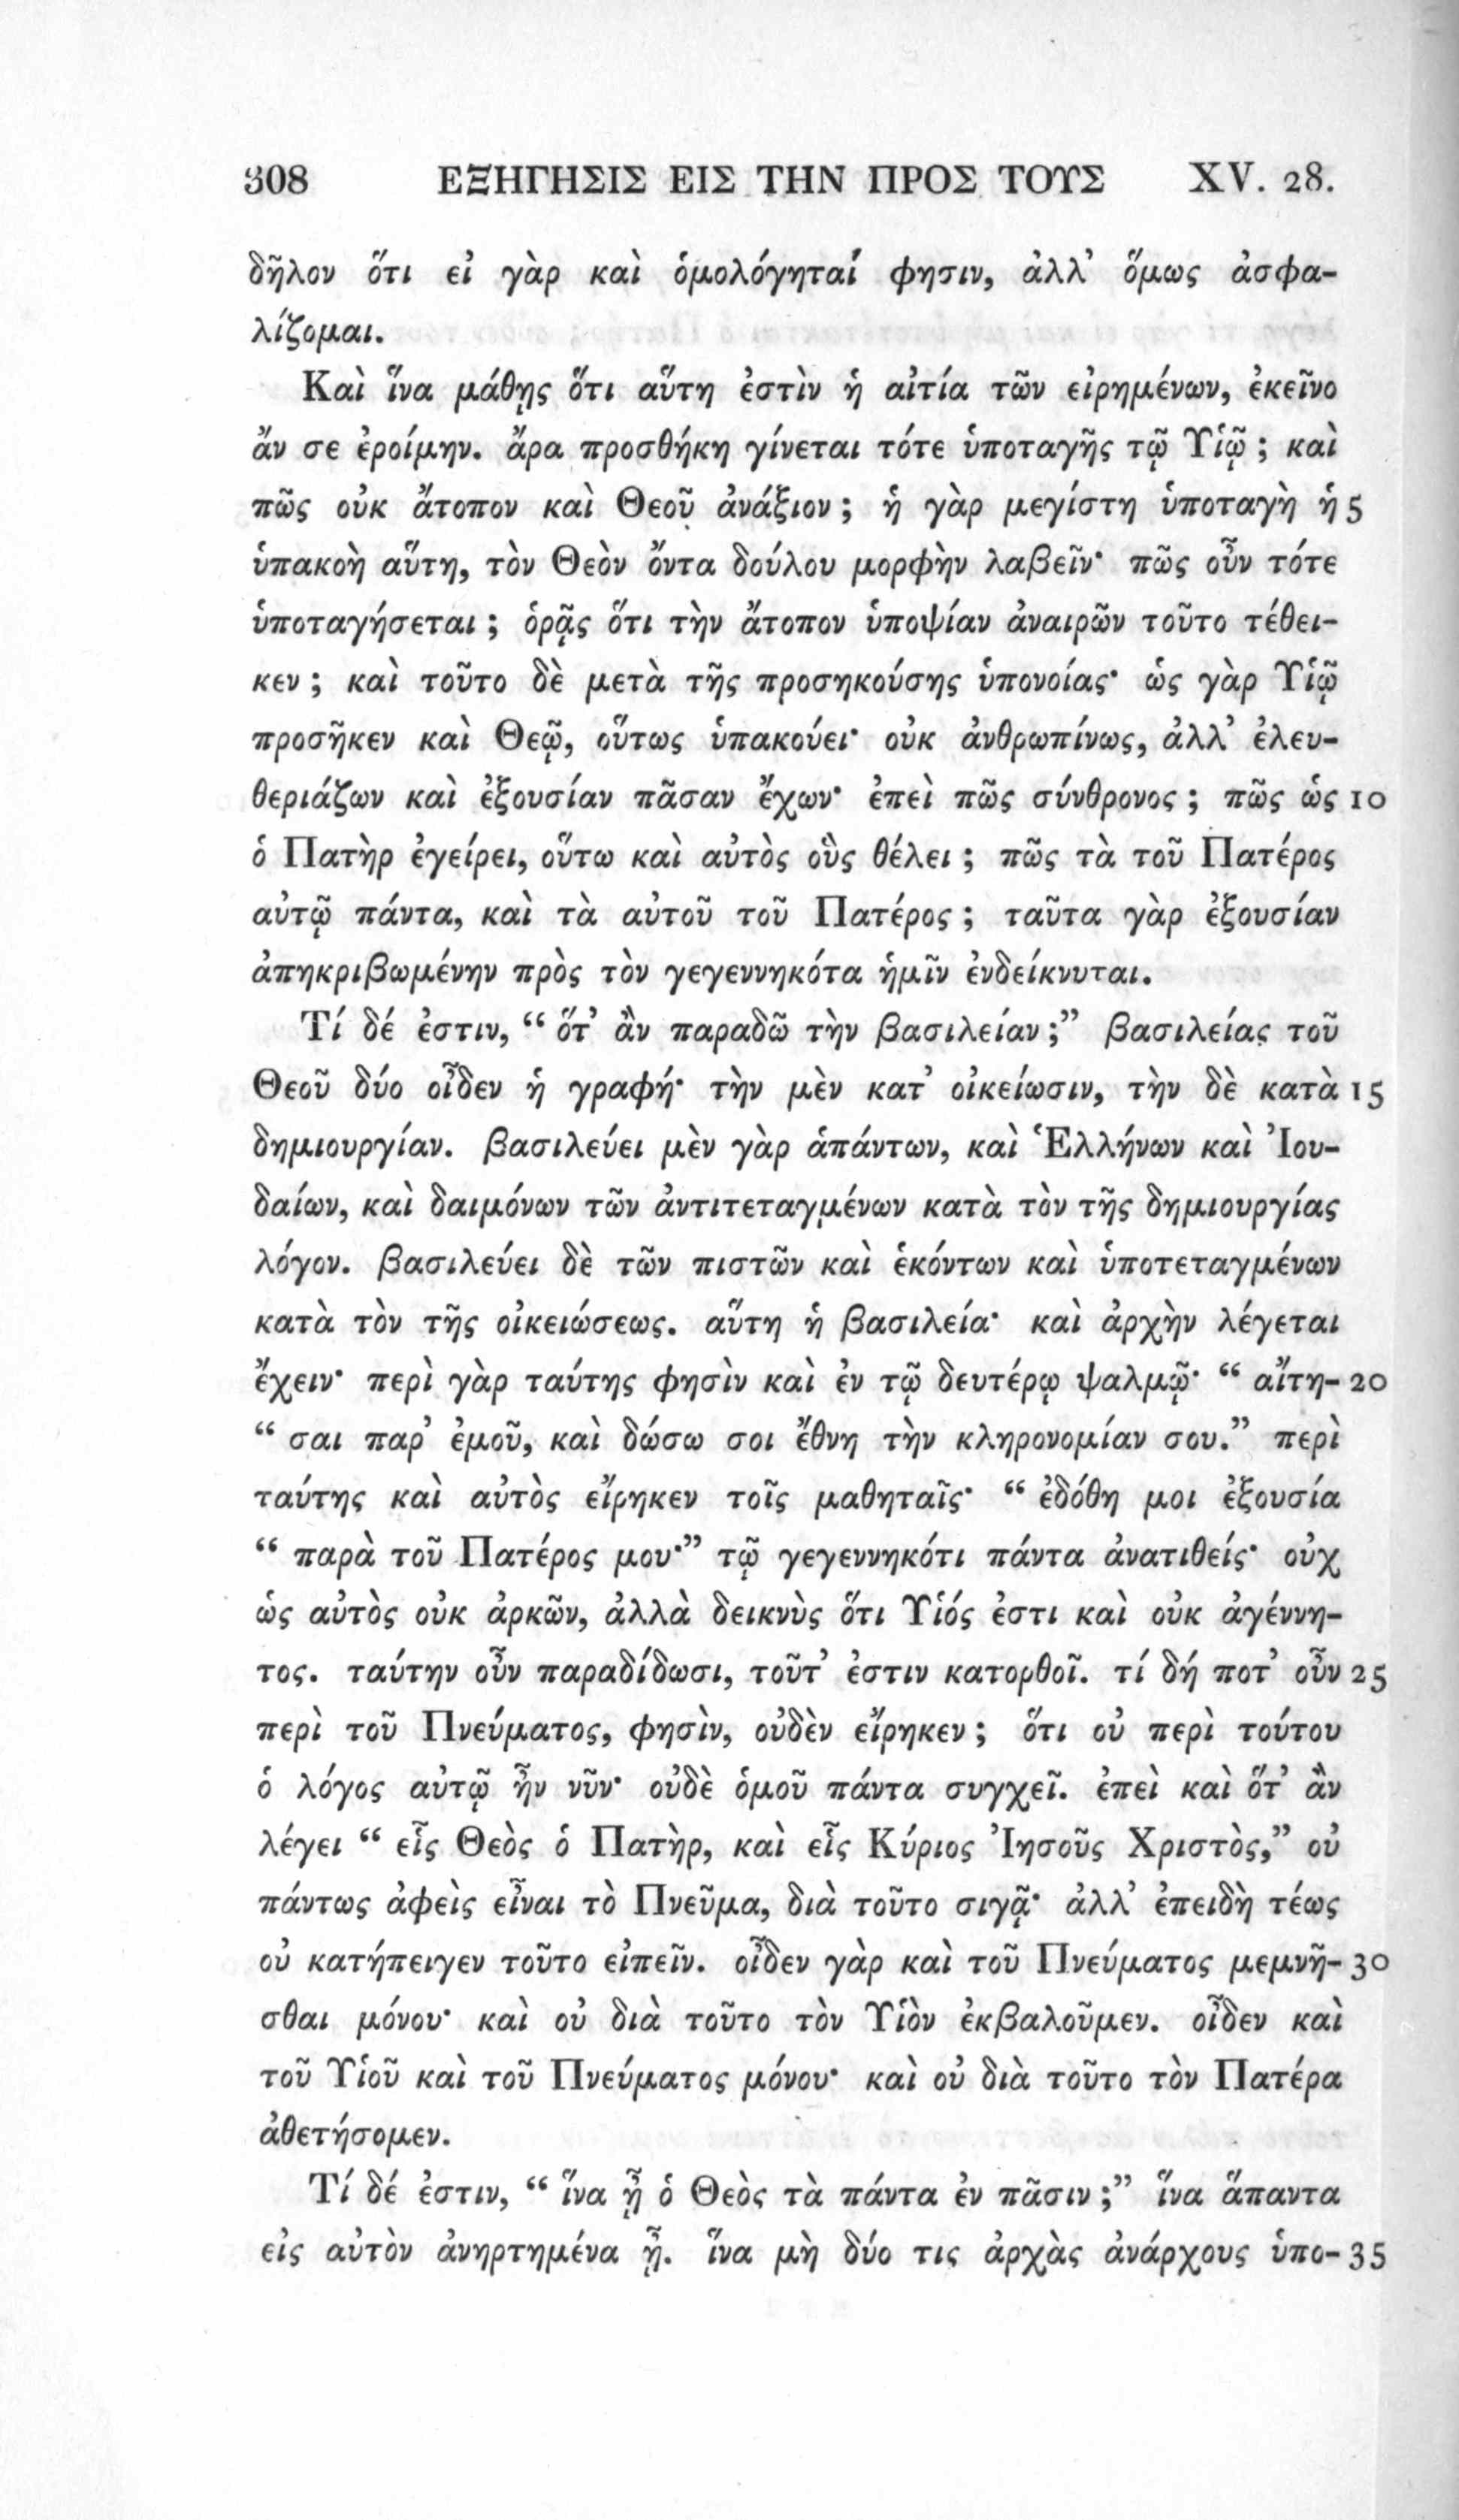 308 ΕΞΗΓΗΣΙΣ ΕΙΣ ΤΗΝ ΠΡΟΣ ΤΟΥΣ XV. 28.
δῆλον ὅτι εἰ γὰρ καὶ ὁμολόγηταί φησιν, ἀλλ’ ὅμως ἀσφα-
λίζομαι.
Καὶ ἵνα μάθῃς ὅτι αὕτη ἐστὶν ἡ αἰτία τῶν εἰρημένων, ἐκεῖνο
ἄν σε ἐροίμην. ἄρα προσθήκη γίνεται τότε ὑποταγῆς τῷ Υἱῷ ; καὶ
πῶς οὐκ ἄτοπον καὶ Θεοῦ ἀνάξιον ; ἡ γὰρ μεγίστη ὑποταγὴ ἡ 5
ὑπακοὴ αὕτη, τὸν Θεὸν ὄντα δούλου μορφὴν λαβεῖν· πῶς οὖν τότε
ὑποταγήσεται ; ὁρᾷς ὅτι τὴν ἄτοπον ὑποψίαν ἀναιρῶν τοῦτο τέθει-
κεν ; καὶ τοῦτο δὲ μετὰ τῆς προσηκούσης ὑπονοίας· ὡς γὰρ Υἱῷ
προσῆκεν καὶ Θεῷ, οὕτως ὑπακούει· οὐκ ἀνθρωπίνως, ἀλλ’ ἐλευ-
θεριάζων καὶ ἐξουσίαν πᾶσαν ἔχων· ἐπεὶ πῶς σύνθρονος ; πῶς ὡς 10
ὁ Πατὴρ ἐγείρει, οὕτω καὶ αὐτὸς οὓς θέλει ; πῶς τὰ τοῦ Πατέρος
αὐτῷ πάντα, καὶ τὰ αὐτοῦ τοῦ Πατέρος ; ταῦτα γὰρ ἐξουσίαν
ἀπηκριβωμένην πρὸς τὸν γεγεννηκότα ἡμῖν ἐνδείκνυται.
Τί δέ ἐστιν, “ ὅτ’ ἂν παραδῶ τὴν βασιλείαν ;” βασιλείας τοῦ
Θεοῦ δύο οἶδεν ἡ γραφή· τὴν μὲν κατ’ οἰκείωσιν, τὴν δὲ κατὰ 15
δημιουργίαν. βασιλεύει μὲν γὰρ ἁπάντων, καὶ Ἑλλήνων καὶ Ἰου-
δαίων, καὶ δαιμόνων τῶν ἀντιτεταγμένων κατὰ τὸν τῆς δημιουργίας
λόγον. βασιλεύει δὲ τῶν πιστῶν καὶ ἑκόντων καὶ ὑποτεταγμένων
κατὰ τὸν τῆς οἰκειώσεως. αὕτη ἡ βασιλεία· καὶ ἀρχὴν λέγεται
ἔχειν· περὶ γὰρ ταύτης φησὶν καὶ ἐν τῷ δευτέρῳ ψαλμῷ· “ αἴτη- 20
“ σαι παρ’ ἐμοῦ, καὶ δώσω σοι ἔθνη τὴν κληρονομίαν σου.” περὶ
ταύτης καὶ αὐτὸς εἴρηκεν τοῖς μαθηταῖς· “ ἐδόθη μοι ἐξουσία
“ παρὰ τοῦ Πατέρος μου·” τῷ γεγεννηκότι πάντα ἀνατιθείς· οὐχ
ὡς αὐτὸς οὐκ ἀρκῶν, ἀλλὰ δεικνὺς ὅτι Υἱός ἐστι καὶ οὐκ ἀγέννη-
τος. ταύτην οὖν παραδίδωσι, τοῦτ’ ἐστιν κατορθοῖ. τί δή ποτ’ οὖν 25
περὶ τοῦ Πνεύματος, φησὶν, οὐδὲν εἴρηκεν ; ὅτι οὐ περὶ τούτου
ὁ λόγος αὐτῷ ἦν νῦν· οὐδὲ ὁμοῦ πάντα συγχεῖ. ἐπεὶ καὶ ὅτ’ ἂν
λέγει “ εἷς Θεὸς ὁ Πατὴρ, καὶ εἷς Κύριος Ἰησοῦς Χριστὸς,” οὐ
πάντως ἀφεὶς εἶναι τὸ Πνεῦμα, διὰ τοῦτο σιγᾷ· ἀλλ’ ἐπειδὴ τέως
οὐ κατήπειγεν τοῦτο εἰπεῖν. οἶδεν γὰρ καὶ τοῦ Πνεύματος μεμνῆ- 30
σθαι μόνου· καὶ οὐ διὰ τοῦτο τὸν Υἱὸν ἐκβαλοῦμεν. οἶδεν καὶ
τοῦ Υἱοῦ καὶ τοῦ Πνεύματος μόνου· καὶ οὐ διὰ τοῦτο τὸν Πατέρα
ἀθετήσομεν.
Τί δέ ἐστιν, “ ἵνα ᾖ ὁ Θεὸς τὰ πάντα ἐν πᾶσιν ;” ἵνα ἅπαντα
εἰς αὐτὸν ἀνηρτημένα ᾖ. ἵνα μὴ δύο τις ἀρχὰς ἀνάρχους ὑπο- 35